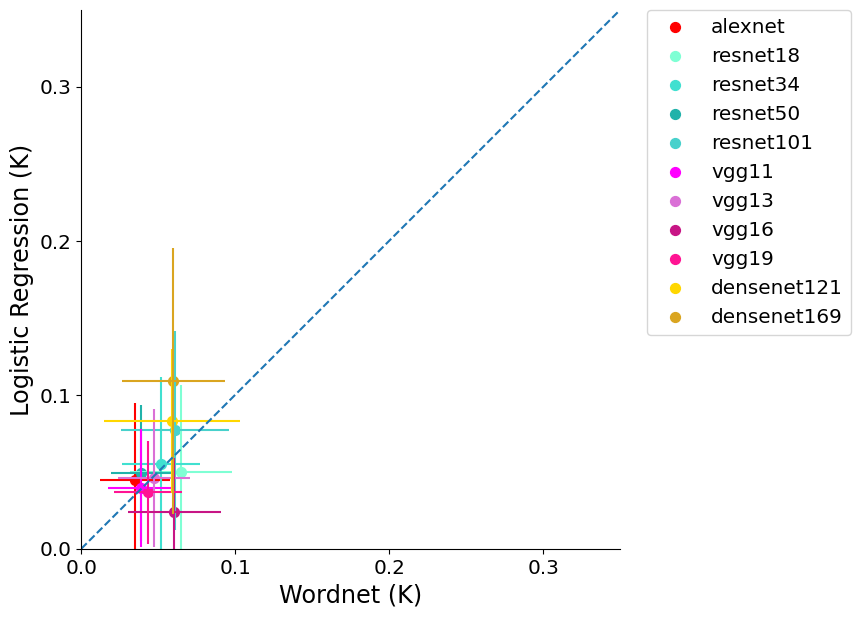 0.3
0.2
0.1
0.0
0.0 0.1 0.2 0.3
Logistic Regression (K)
Wordnet (K)
alexnet
resnet18
resnet34
resnet50
resnet101
vgg11
vgg13
vgg16
vgg19
densenet121
densenet169